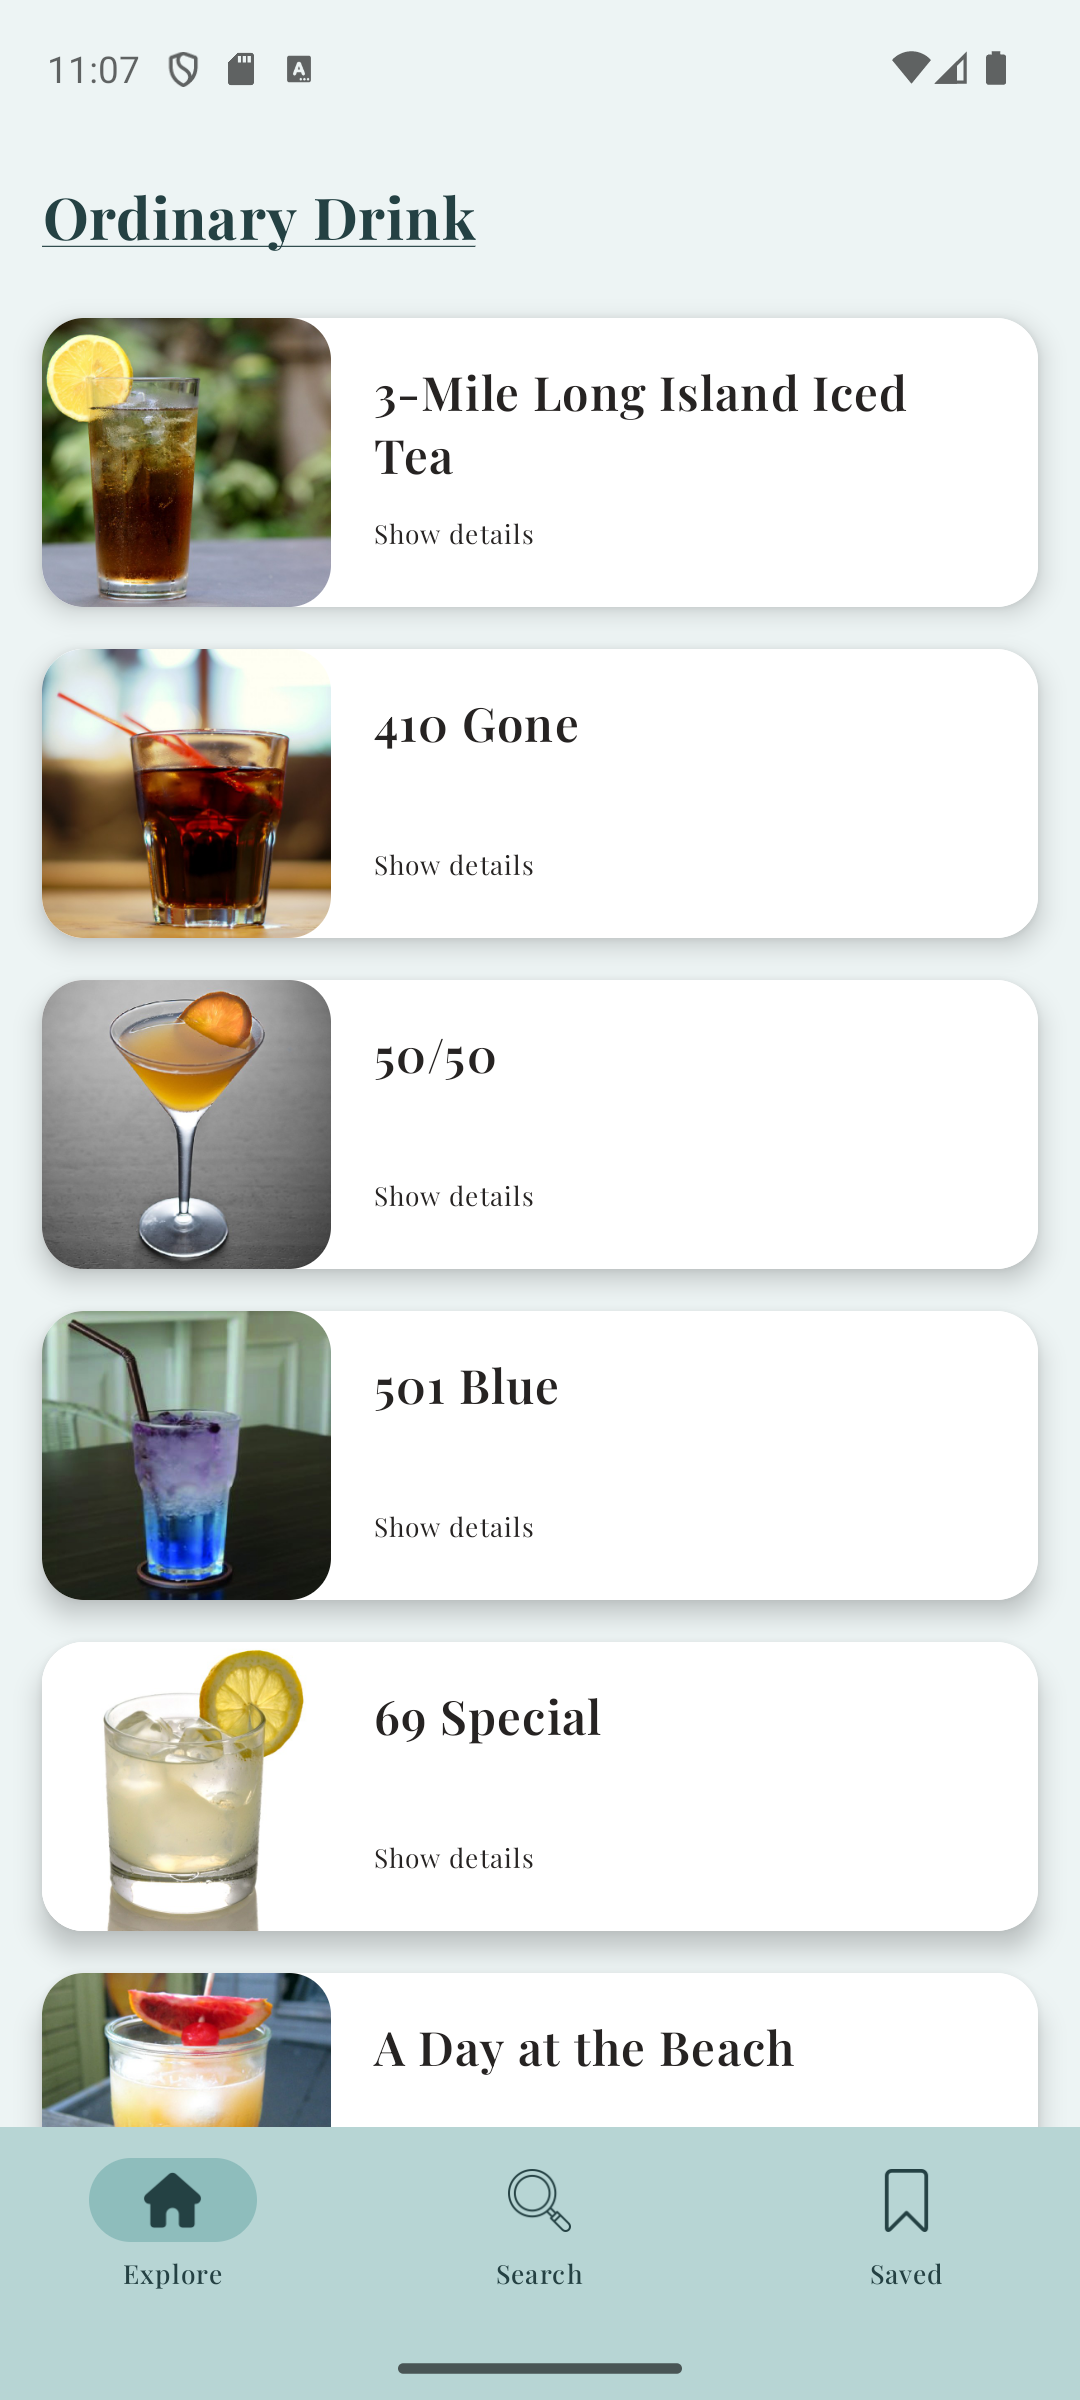 11:07
Ordinary Drink
3-Mile Long Island Iced
Tea
Show details
410 Gone
Show details
50/50
Show details
501 Blue
Show details
69 Special
Show details
A Day at the Beach
Explore
Search
Saved